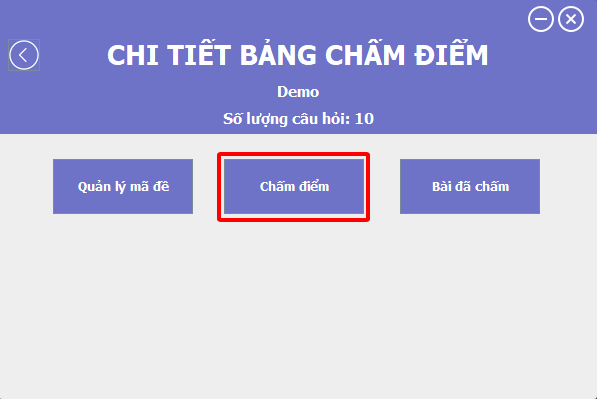 CHI TIẾT BẢNG CHẤM ĐIỂM
Demo
Số lượng câu hỏi: 10
Quản lý mã đề
Chấm điểm
Bài đã chấm